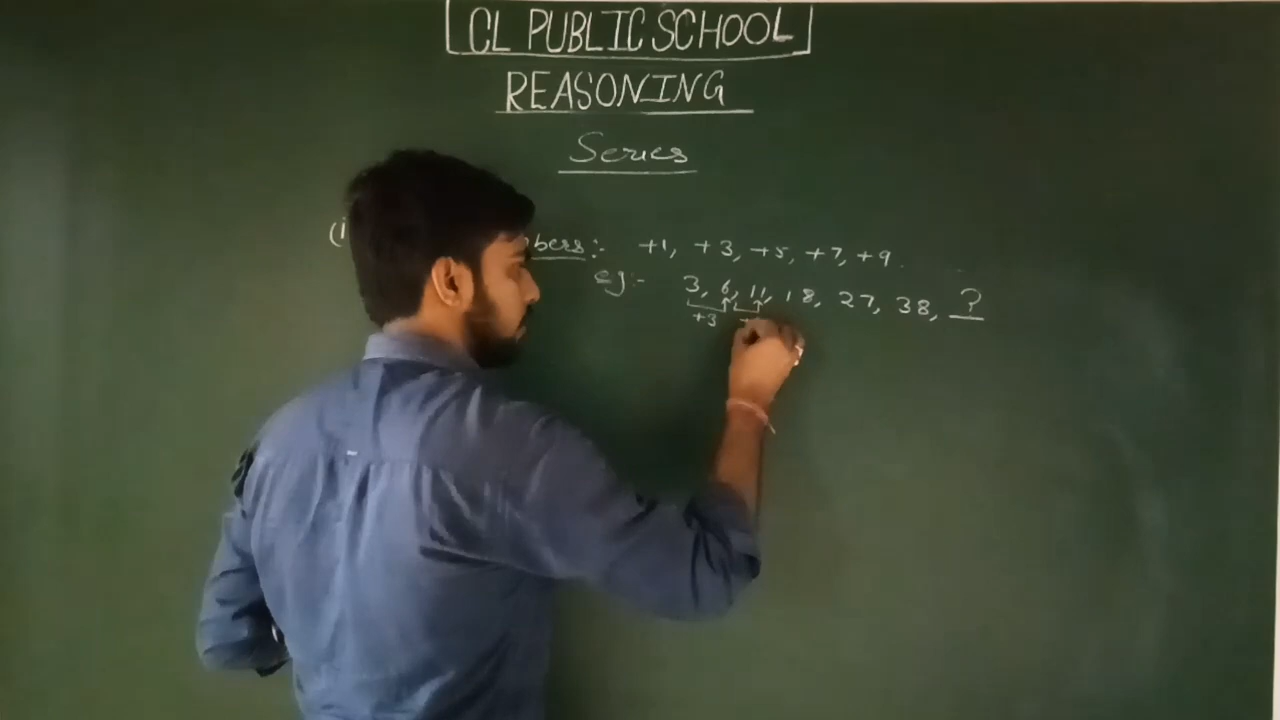 CL PUBLIC SCHOOL
REASONING
Series
(i bers :- +1, +3, +5, +7, +9
eg:- 3, 6, 11, 18, 27, 38, ?
+3